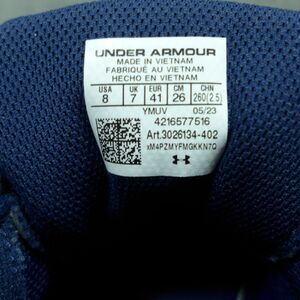 UNDER ARMOUR
MADE IN VIETNAM
FABRIQUÉ AU VIETNAM
HECHO EN VIETNAM
USA UK EUR CM CHN
8 7 41 26 260(2.5)
YMUV 05/23
4216577516
Art.3026134-402
xM4PZMYFMGKKN7Q